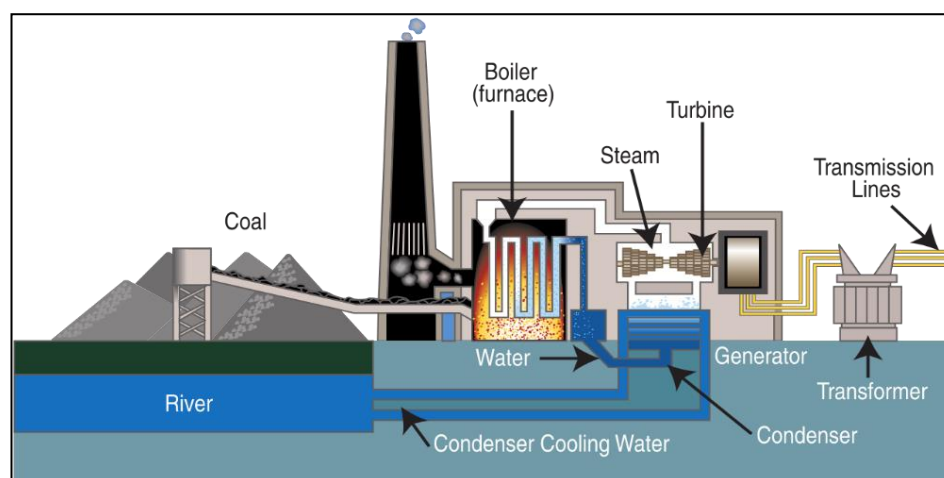 Boiler
(furnace)
Turbine
Steam
Transmission
Lines
Coal
Water
Generator
Transformer
River
Condenser Cooling Water
Condenser